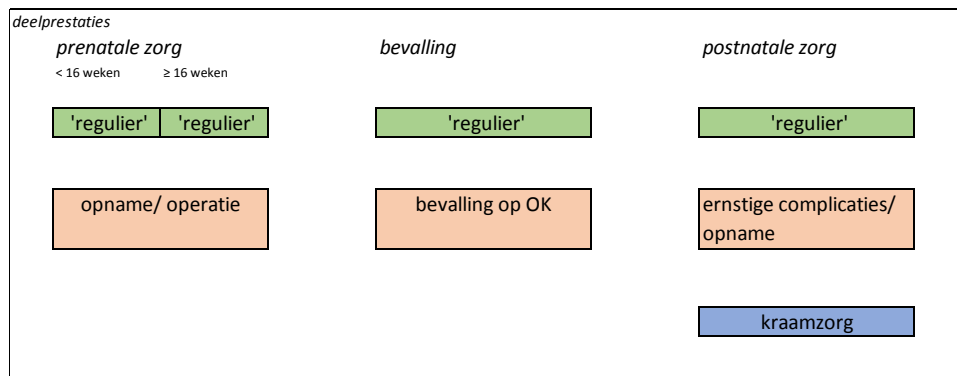 deelprestaties
prenatale zorg bevalling postnatale zorg
< 16 weken ≥ 16 weken
'regulier' 'regulier' 'regulier' 'regulier'
opname/ operatie bevalling op OK ernstige complicaties/
opname
kraamzorg